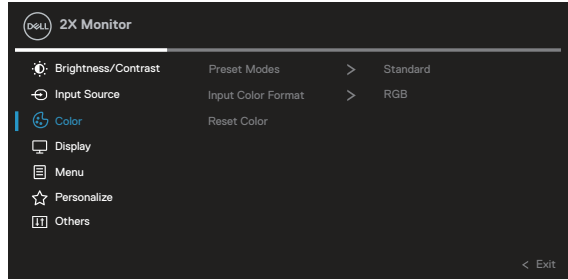 DELL 2X Monitor
Brightness/Contrast Preset Modes > Standard
Input Source Input Color Format > RGB
Color Reset Color
Display
Menu
Personalize
Others
< Exit